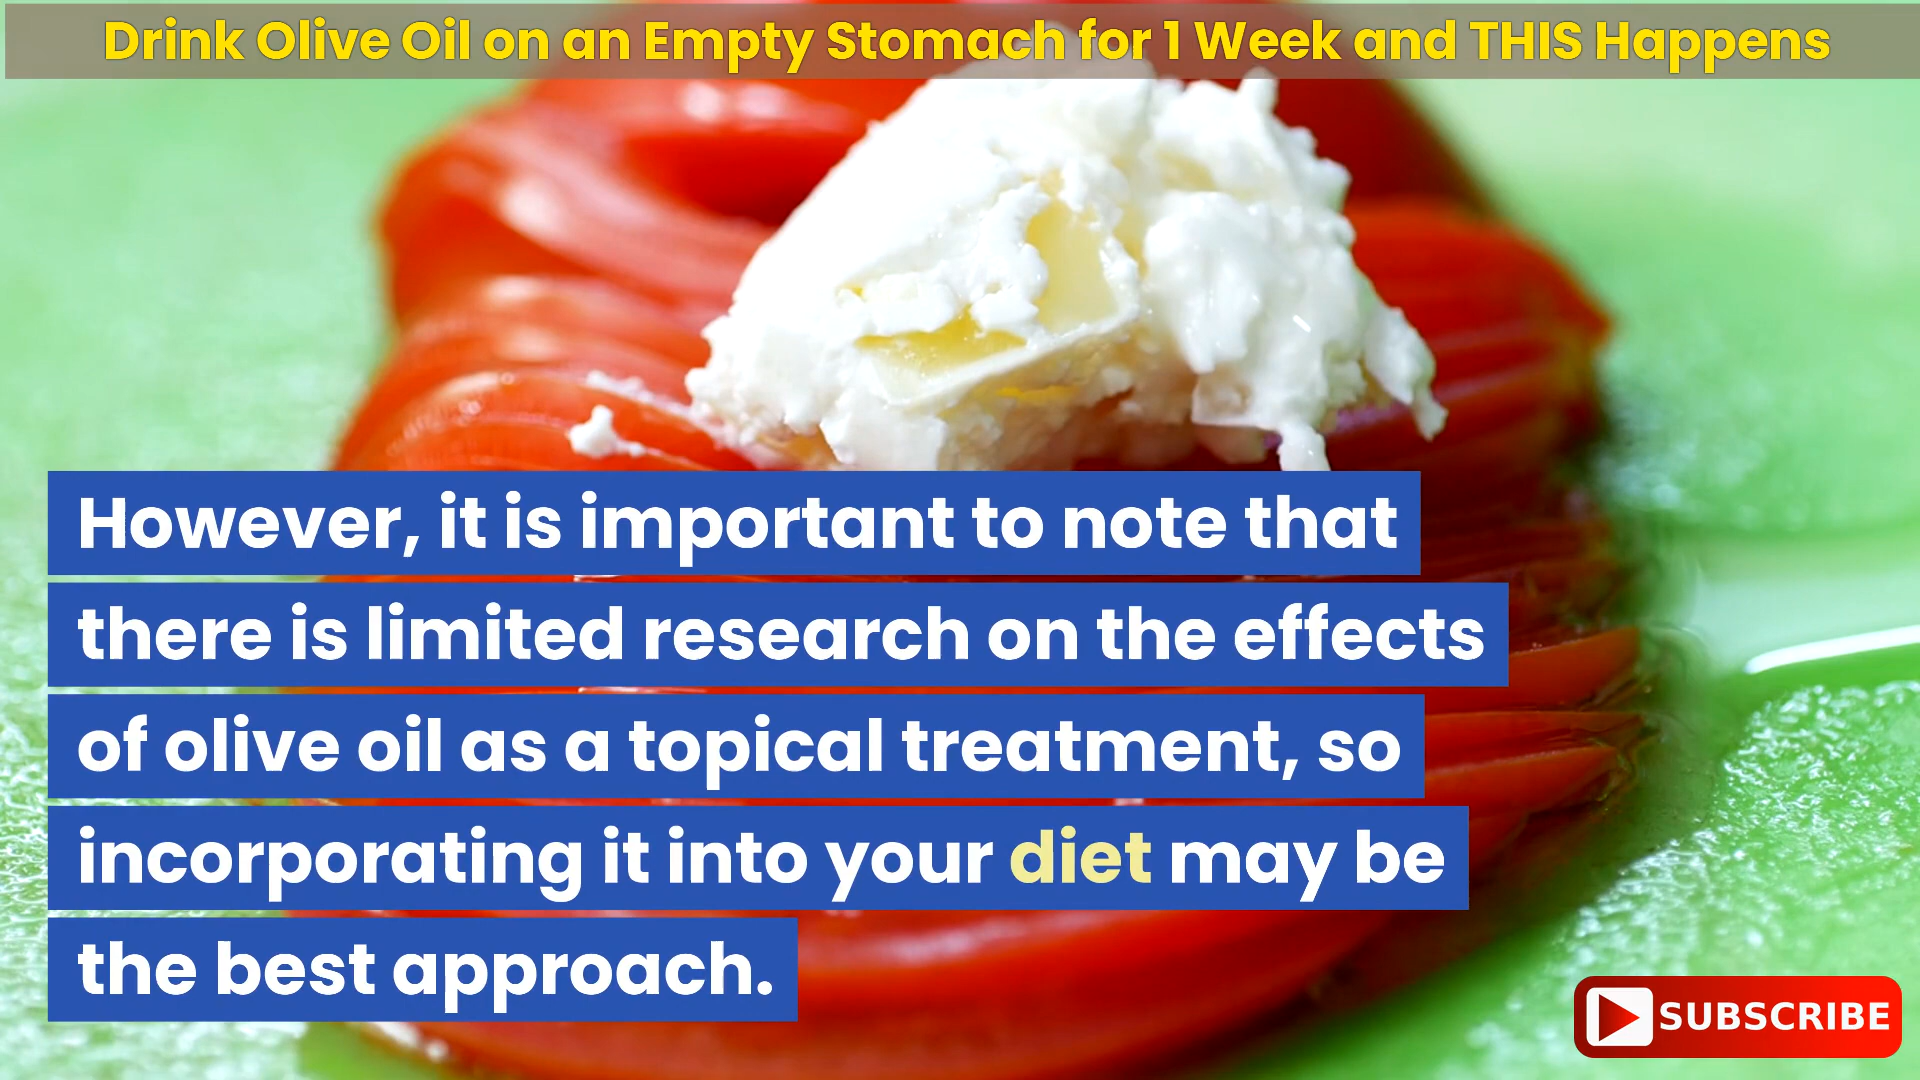 Drink Olive Oil on an Empty Stomach for 1 Week and THIS Happens
However, it is important to note that
there is limited research on the effects
of olive oil as a topical treatment, so
incorporating it into your diet may be
the best approach.
SUBSCRIBE